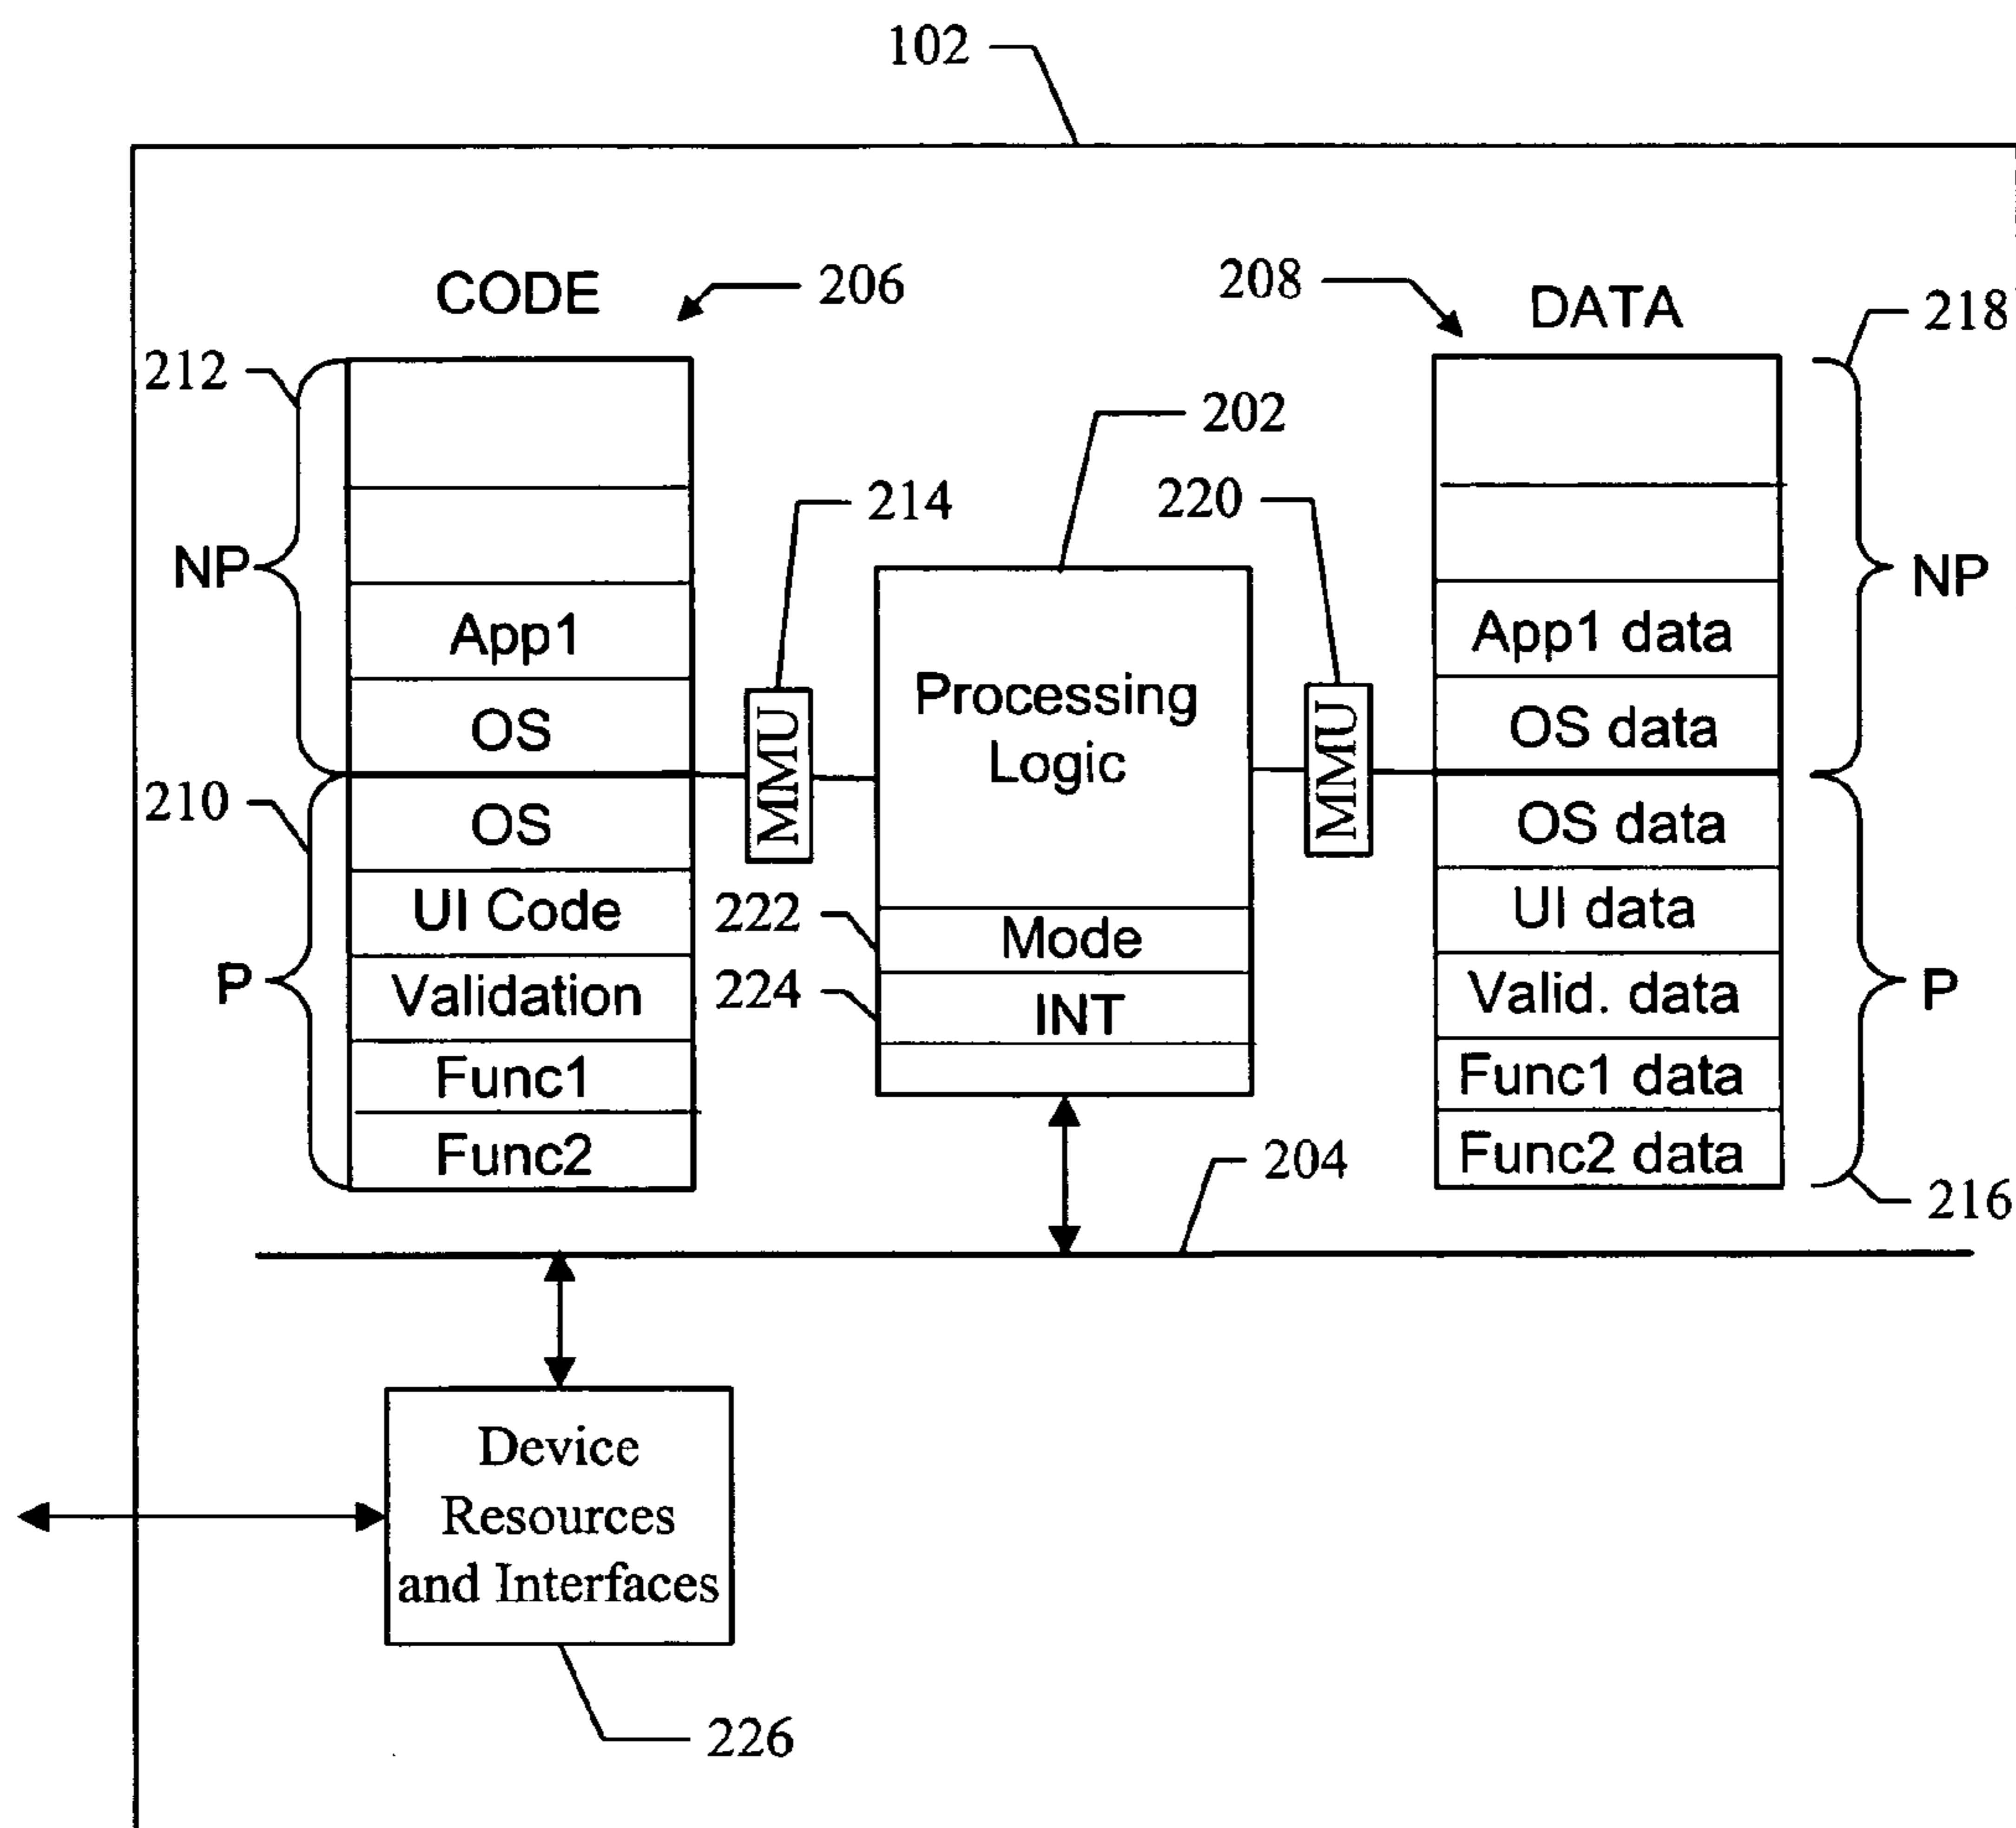 102
CODE
206
208
DATA
218
212
202
214
220
NP
NP
App1
OS
MMU
Processing
Logic
MMU
App1 data
OS data
210
OS
UI Code
Validation
Func1
Func2
P
222
Mode
224
INT
OS data
UI data
Valid. data
Func1 data
Func2 data
P
204
216
Device
Resources
and Interfaces
226